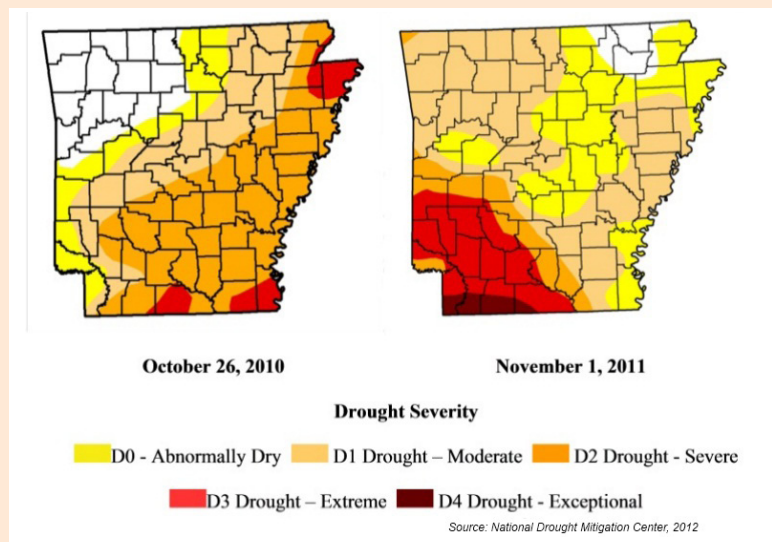 October 26, 2010
November 1, 2011
Drought Severity
D0 - Abnormally Dry
D1 Drought – Moderate
D2 Drought - Severe
D3 Drought – Extreme
D4 Drought - Exceptional
Source: National Drought Mitigation Center, 2012